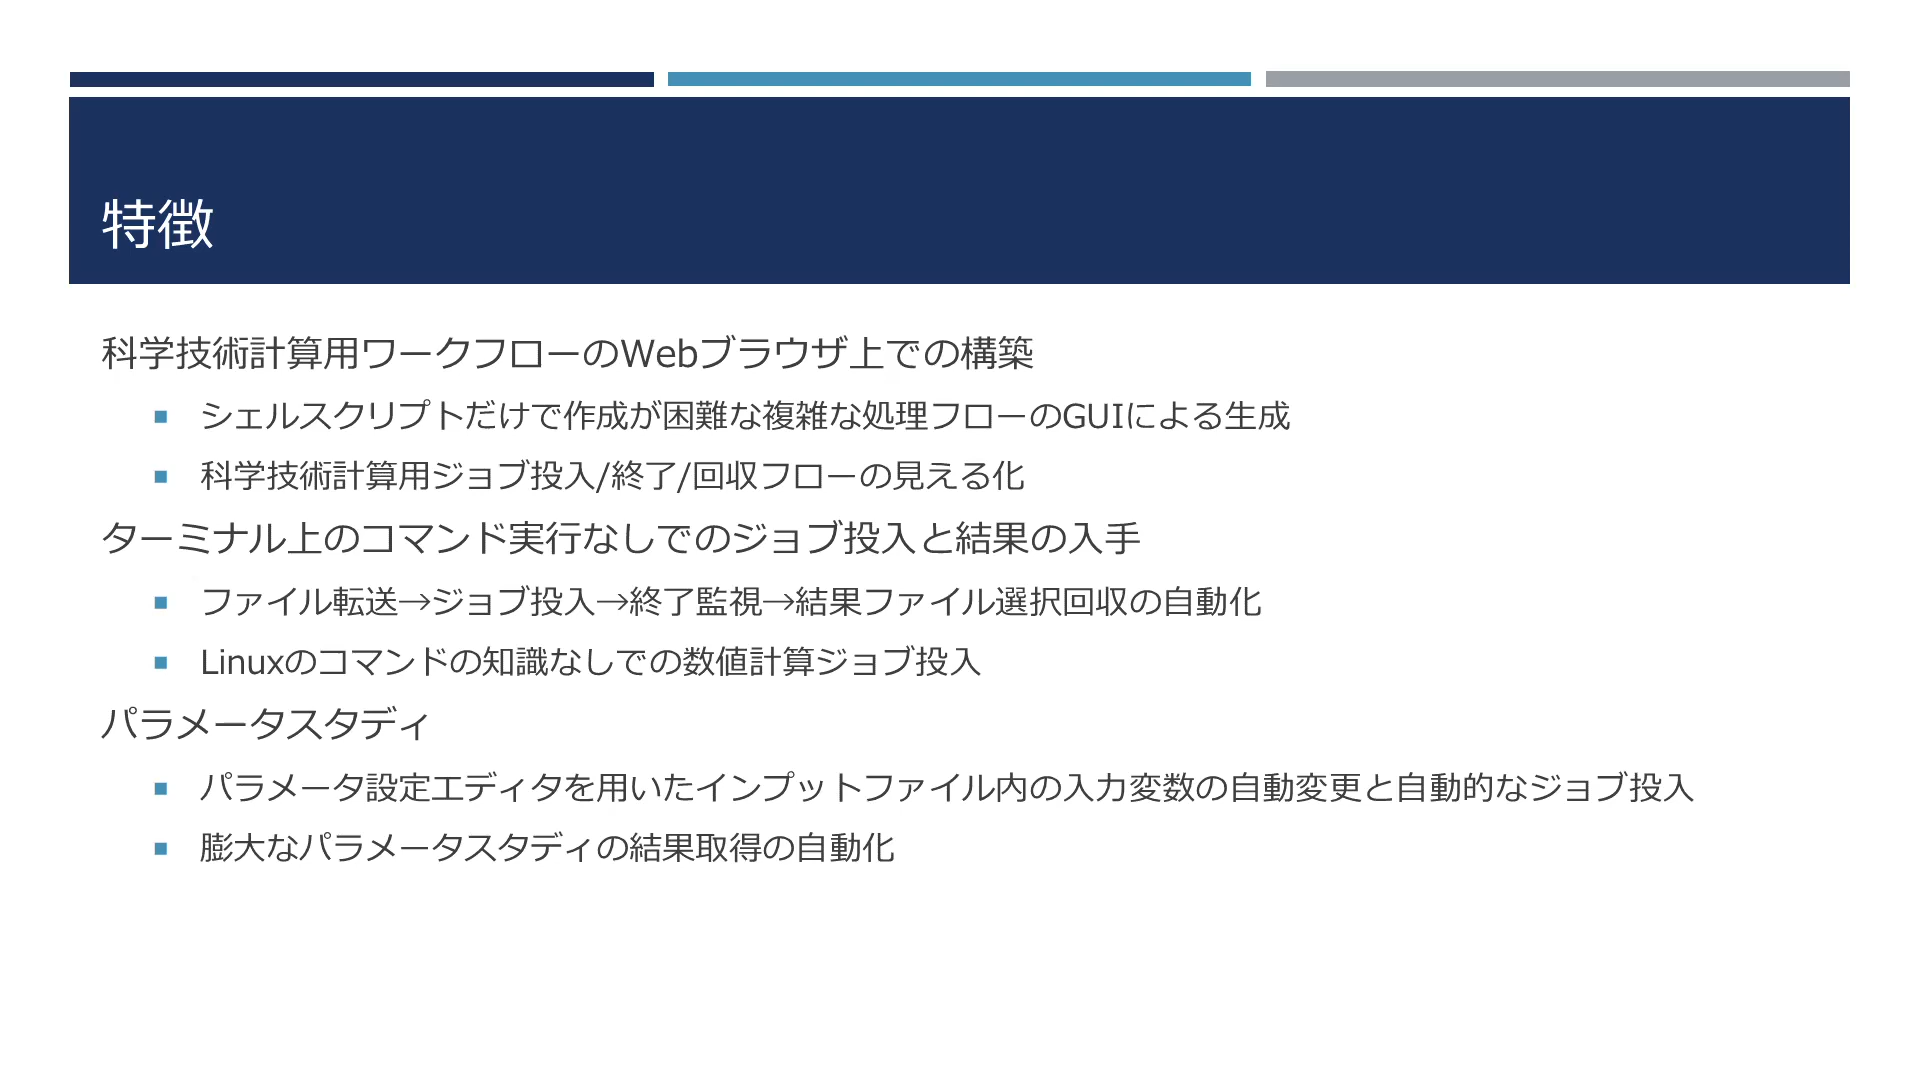 特徴
科学技術計算用ワークフローのWebブラウザ上での構築
シェルスクリプトだけで作成が困難な複雑な処理フローのGUIによる生成
科学技術計算用ジョブ投入/終了/回収フローの見える化
ターミナル上のコマンド実行なしでのジョブ投入と結果の入手
ファイル転送→ジョブ投入→終了監視→結果ファイル選択回収の自動化
Linuxのコマンドの知識なしでの数値計算ジョブ投入
パラメータスタディ
パラメータ設定エディタを用いたインプットファイル内の入力変数の自動変更と自動的なジョブ投入
膨大なパラメータスタディの結果取得の自動化